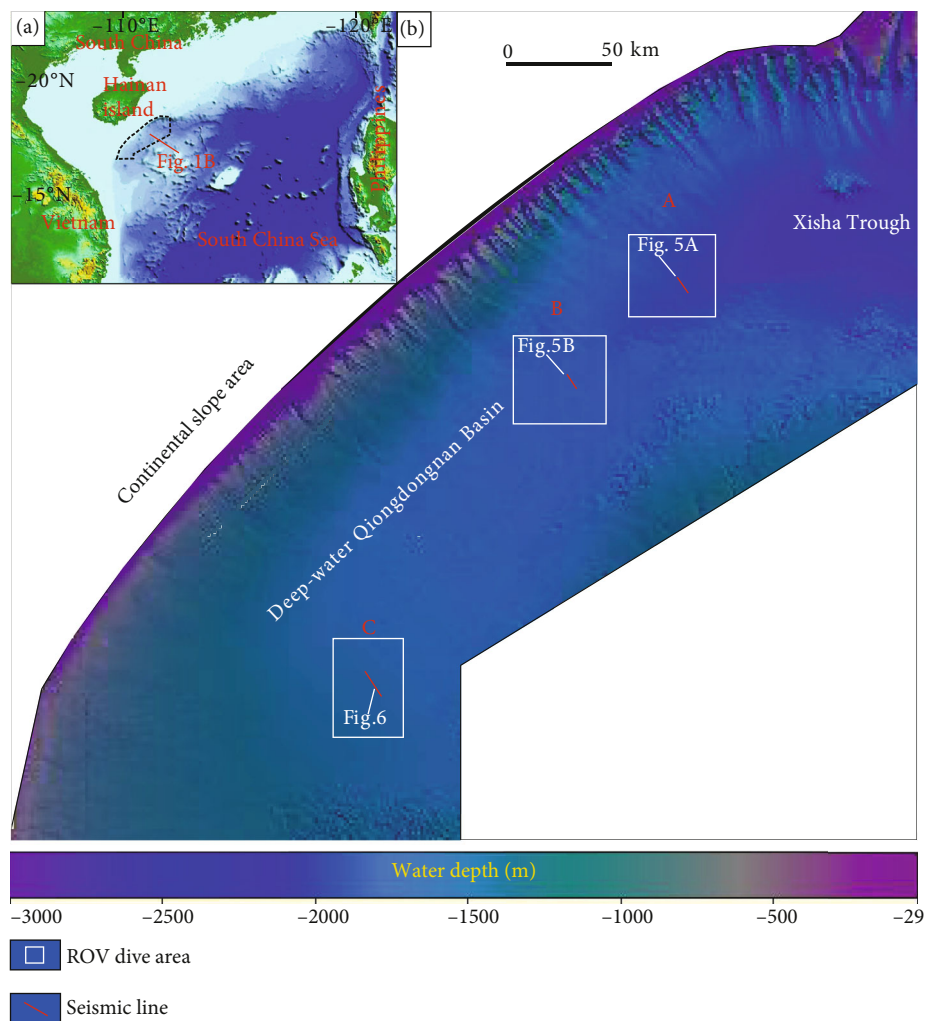 (a)
–110°E
–120°E
South China
–20°N
Hainan
island
Fig. 1B
Philippines
–15°N
Vietnam
South China Sea
(b)
0 50 km
A
Xisha Trough
Fig. 5A
B
Fig.5B
Continental slope area
Deep-water Qiongdongnan Basin
C
Fig.6
Water depth (m)
–3000 –2500 –2000 –1500 –1000 –500 –29
ROV dive area
Seismic line